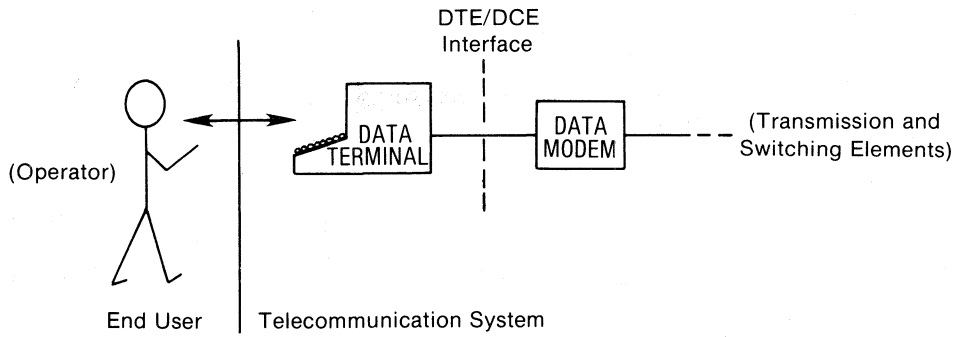 DTE/DCE
Interface
(Operator)
DATA
TERMINAL
DATA
MODEM
(Transmission and
Switching Elements)
End User
Telecommunication System